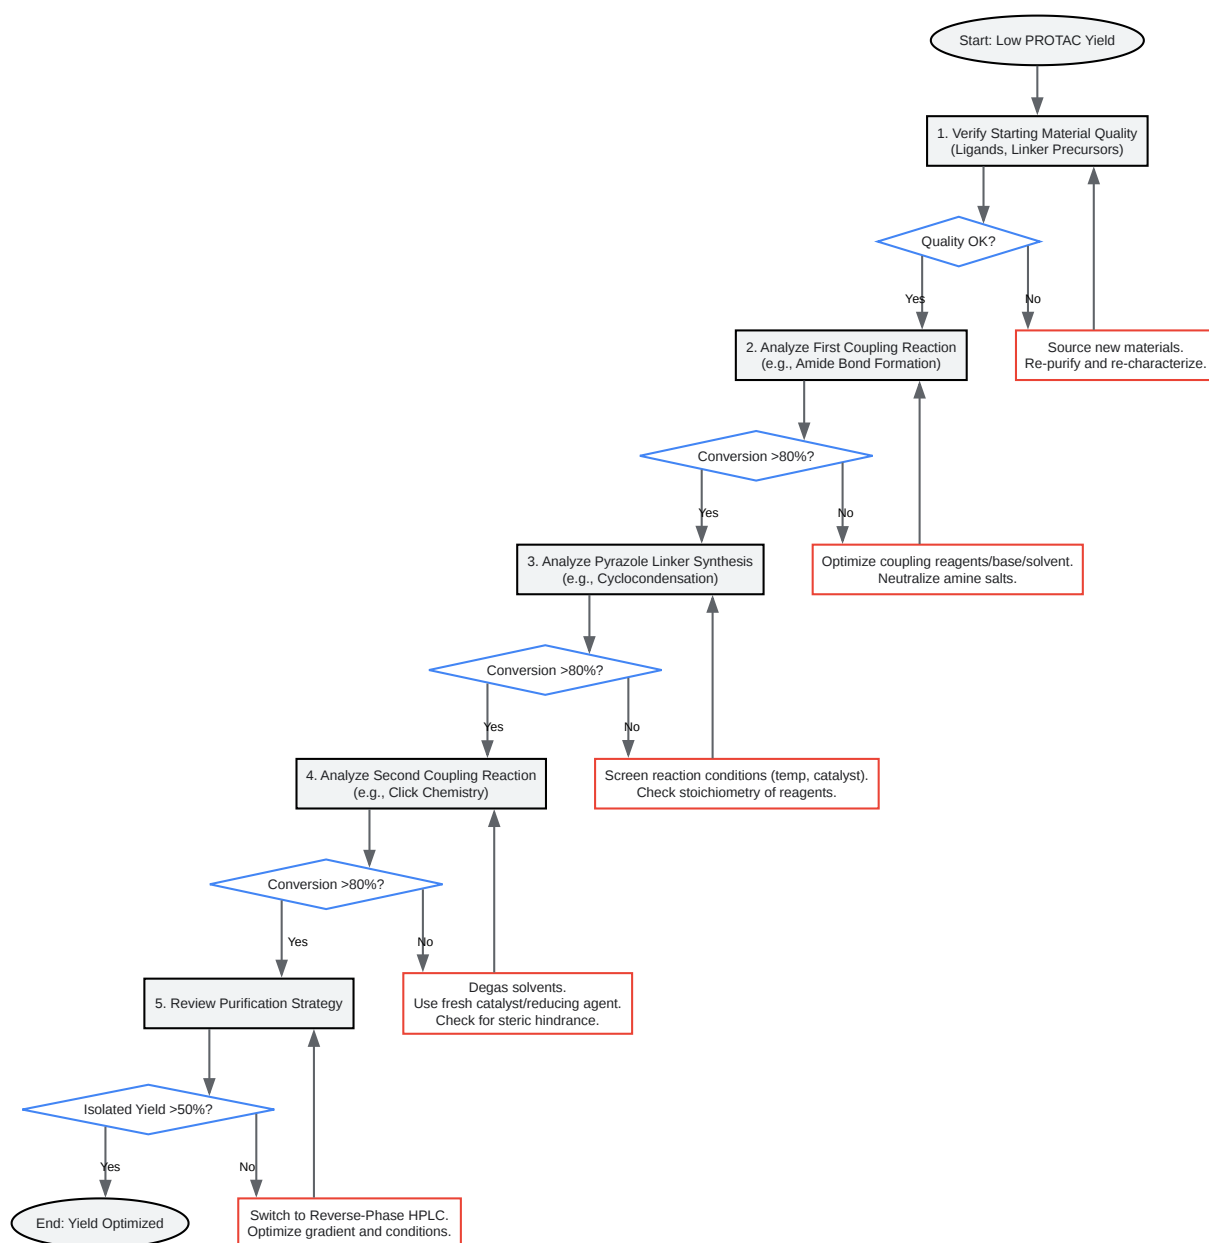 Start: Low PROTAC Yield
1. Verify Starting Material Quality
(Ligands, Linker Precursors)
Quality OK?
Yes
No
2. Analyze First Coupling Reaction
(e.g., Amide Bond Formation)
Source new materials.
Re-purify and re-characterize.
Conversion >80%?
Yes
No
3. Analyze Pyrazole Linker Synthesis
(e.g., Cyclocondensation)
Optimize coupling reagents/base/solvent.
Neutralize amine salts.
Conversion >80%?
Yes
No
4. Analyze Second Coupling Reaction
(e.g., Click Chemistry)
Screen reaction conditions (temp, catalyst).
Check stoichiometry of reagents.
Conversion >80%?
Yes
No
5. Review Purification Strategy
Degas solvents.
Use fresh catalyst/reducing agent.
Check for steric hindrance.
Isolated Yield >50%?
Yes
No
End: Yield Optimized
Switch to Reverse-Phase HPLC.
Optimize gradient and conditions.